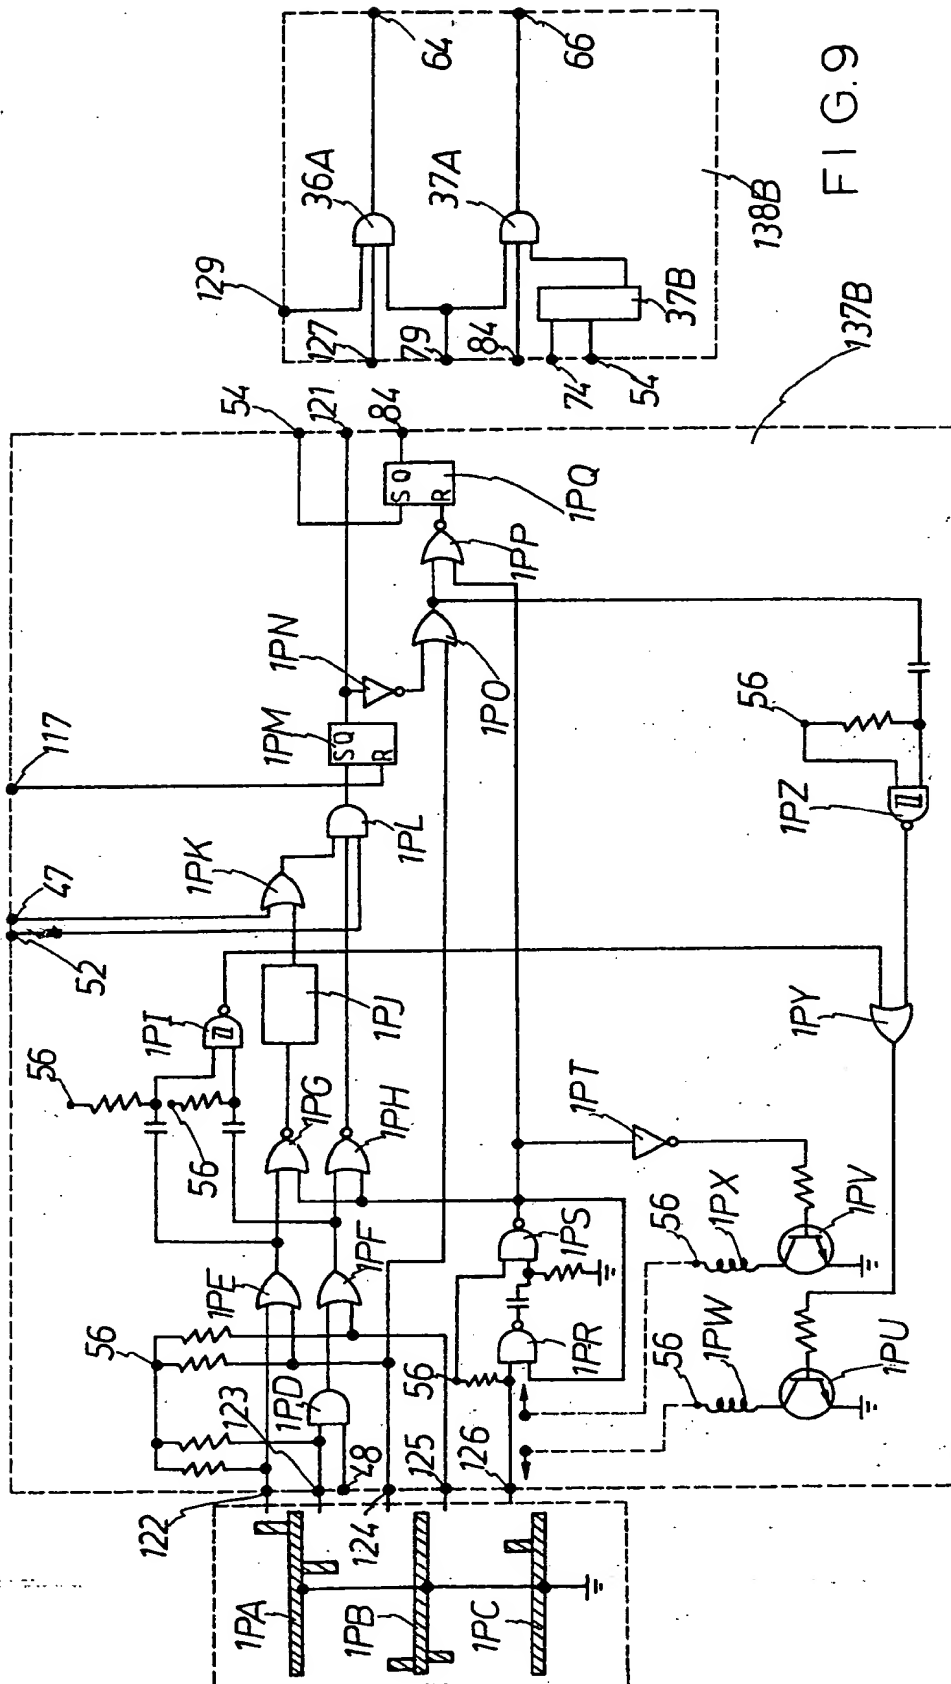 FIG.9
64
66
36A
37A
129
127
79
84
74
54
37B
138B
137B
54
121
84
S Q
R
1PQ
1PP
1PN
1PO
117
1PM
S Q
R
1PL
47
1PK
52
1PJ
1PI
56
56
1PG
1PH
1PE
1PF
56
1PD
123
122
48
124
125
126
56
1PR
1PS
1PT
56
1PX
1PV
56
1PW
1PU
1PY
1PZ
56
1PA
1PB
1PC